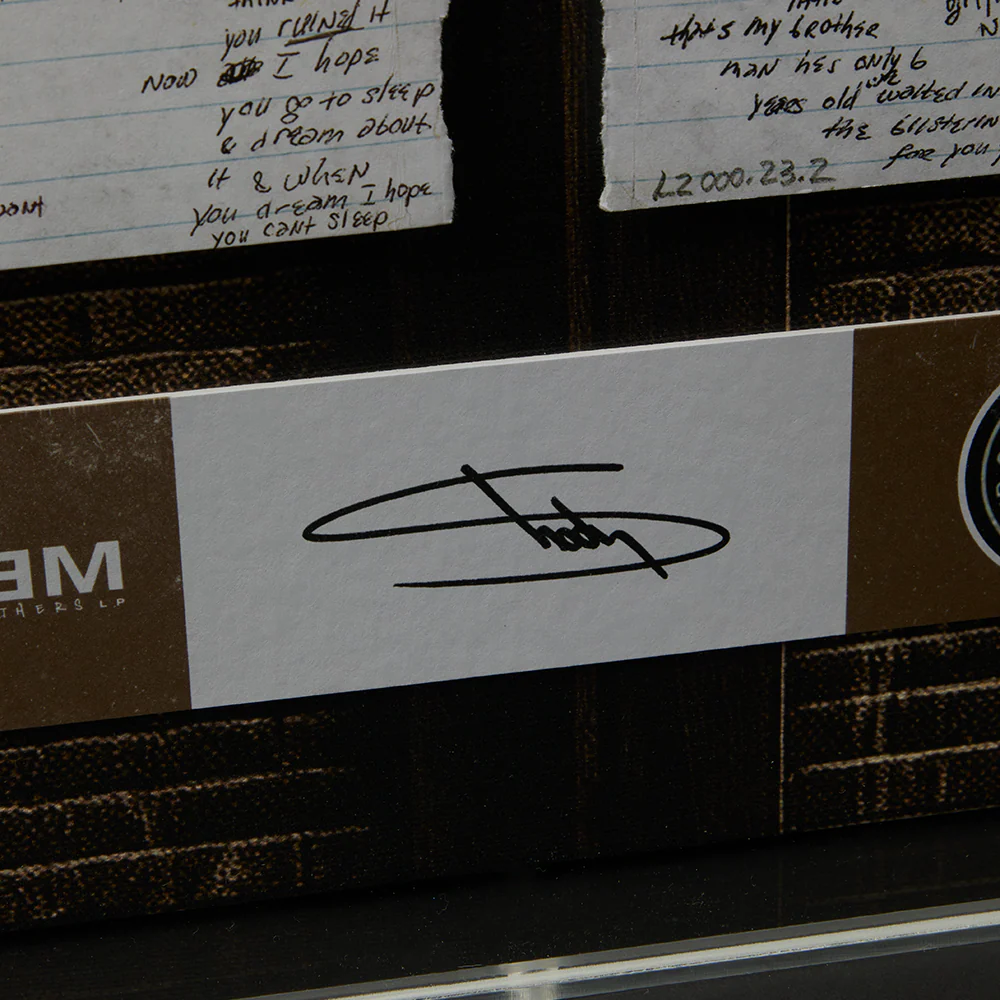 you ruined it
Now I hope
you go to sleep
& dream about
it & when
you dream I hope
you cant sleep
thats my brother
man hes only 6
years old we waited in
the blisterin
for you
L2000.23.2
EM
THERS LP
Shady